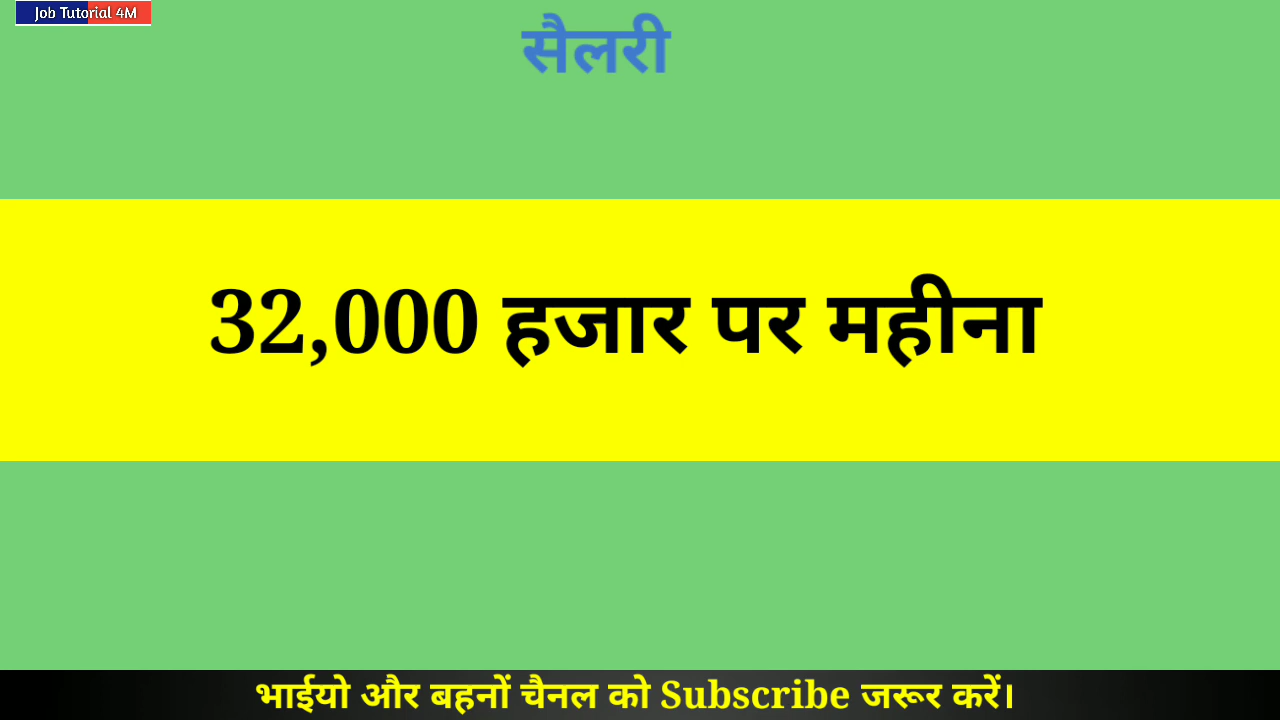 Job Tutorial 4M
सैलरी
32,000 हजार पर महीना
भाईयो और बहनों चैनल को Subscribe जरूर करें।